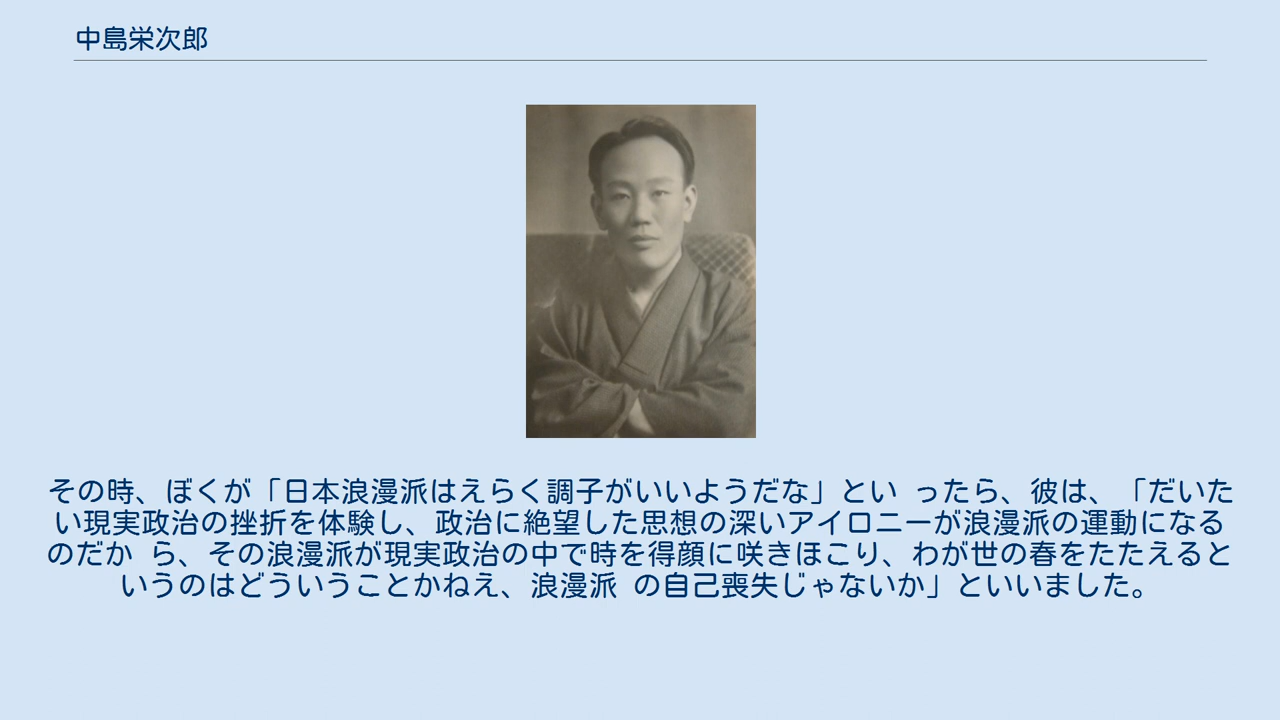 中島栄次郎
その時、ぼくが「日本浪漫派はえらく調子がいいようだな」とい ったら、彼は、「だいた
い現実政治の挫折を体験し、政治に絶望した思想の深いアイロニーが浪漫派の運動になる
のだか ら、その浪漫派が現実政治の中で時を得顔に咲きほこり、わが世の春をたたえると
いうのはどういうことかねえ、浪漫派 の自己喪失じゃないか」といいました。